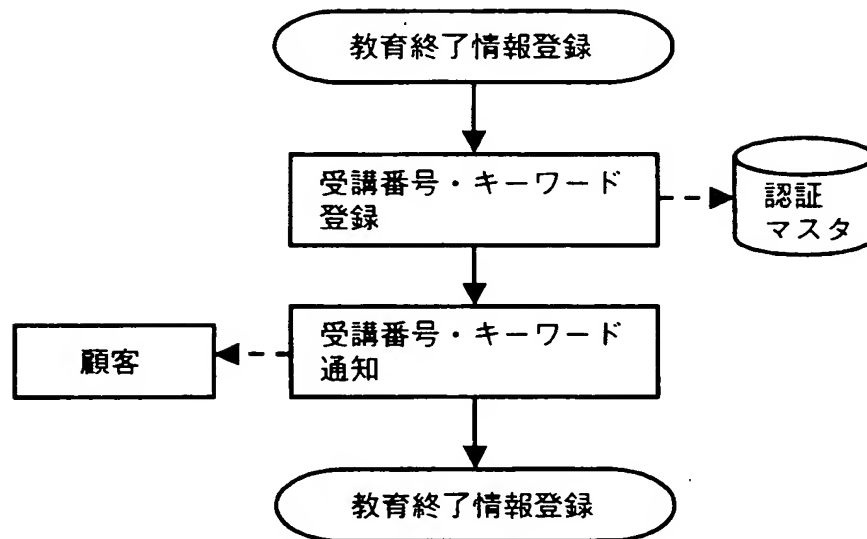 教育終了情報登録
受講番号・キーワード
登録
認証
マスタ
受講番号・キーワード
通知
顧客
教育終了情報登録